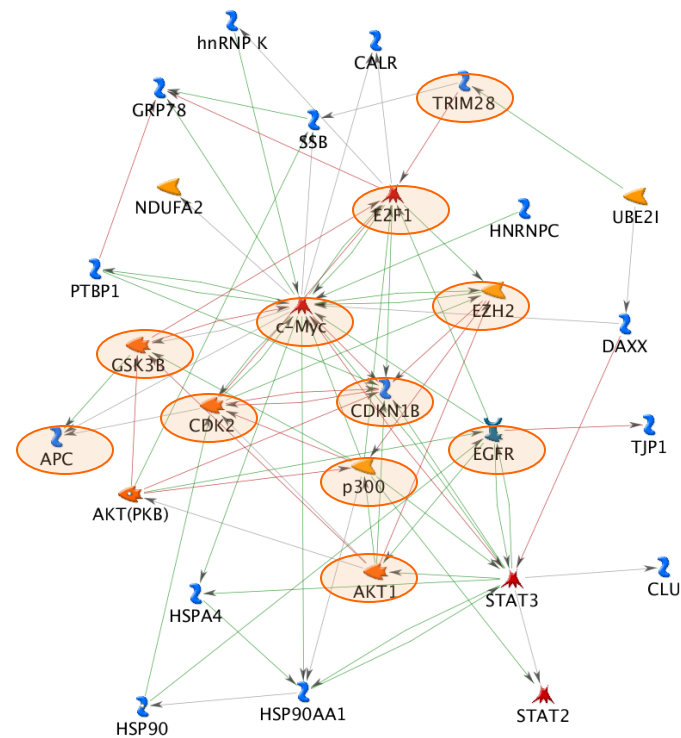 hnRNP K
CALR
GRP78
TRIM28
SSB
NDUFA2
E2F1
HNRNPC
UBE2I
PTBP1
EZH2
c-Myc
DAXX
GSK3B
CDK2
CDKN1B
TJP1
APC
EGFR
p300
AKT(PKB)
AKT1
STAT3
CLU
HSPA4
HSP90AA1
STAT2
HSP90